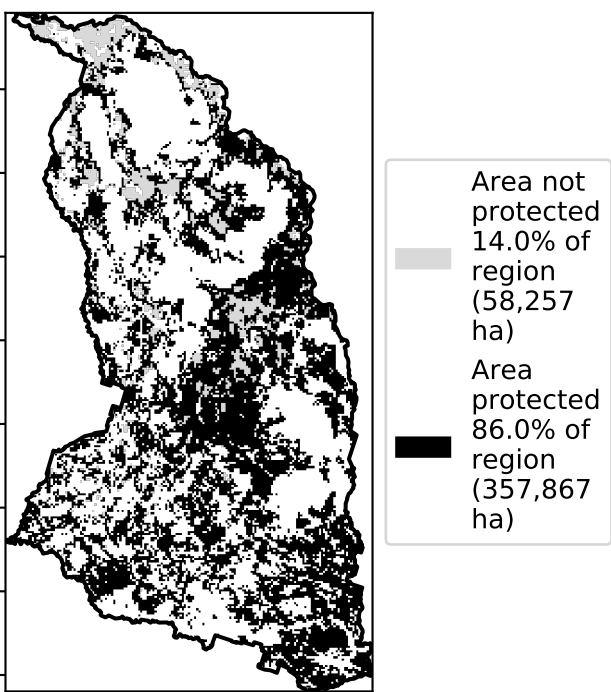 Area not
protected
14.0% of
region
(58,257
ha)
Area
protected
86.0% of
region
(357,867
ha)